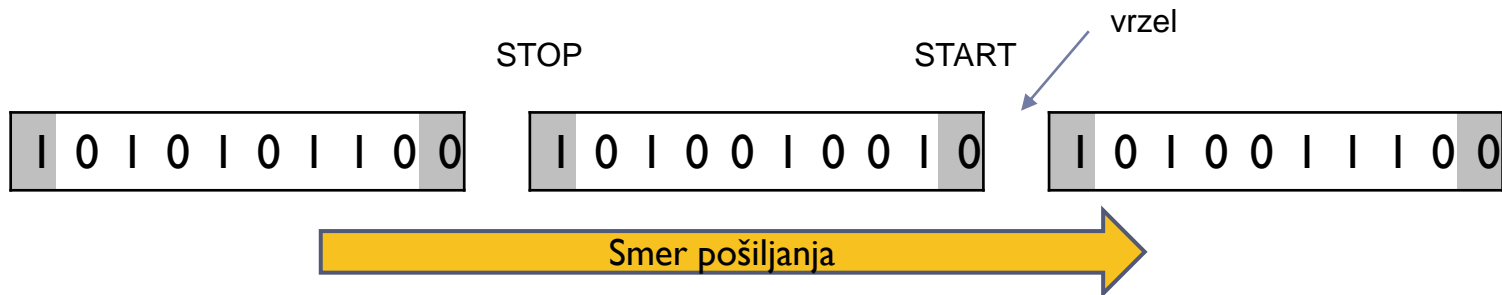 vrzel
STOP START
1 0 1 0 1 0 1 1 0 0 1 0 1 0 0 1 0 0 1 0 1 0 1 0 0 1 1 1 0 0
Smer pošiljanja